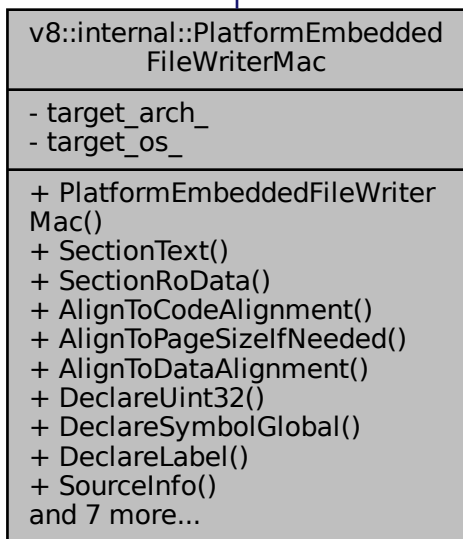 v8::internal::PlatformEmbedded
FileWriterMac
- target_arch_
- target_os_
+ PlatformEmbeddedFileWriter
Mac()
+ SectionText()
+ SectionRoData()
+ AlignToCodeAlignment()
+ AlignToPageSizeIfNeeded()
+ AlignToDataAlignment()
+ DeclareUint32()
+ DeclareSymbolGlobal()
+ DeclareLabel()
+ SourceInfo()
and 7 more...